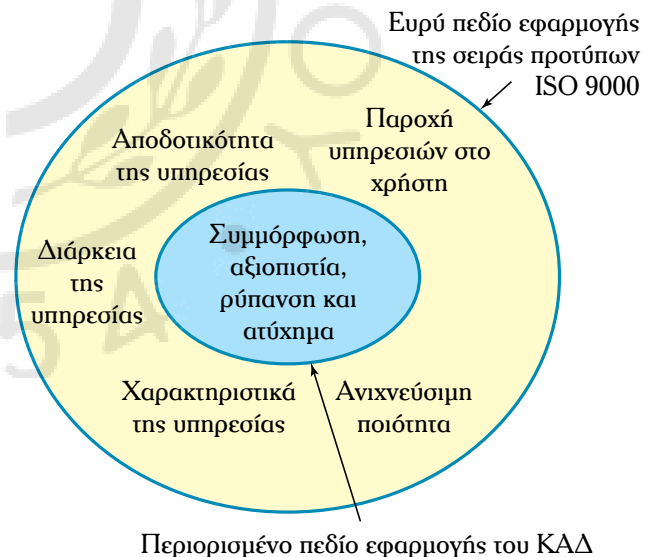 Ευρύ πεδίο εφαρμογής
της σειράς προτύπων
ISO 9000
Παροχή
υπηρεσιών στο
χρήστη
Αποδοτικότητα
της υπηρεσίας
Συμμόρφωση,
αξιοπιστία,
ρύπανση και
ατύχημα
Διάρκεια
της
υπηρεσίας
Χαρακτηριστικά
της υπηρεσίας
Ανιχνεύσιμη
ποιότητα
Περιορισμένο πεδίο εφαρμογής του ΚΑΔ